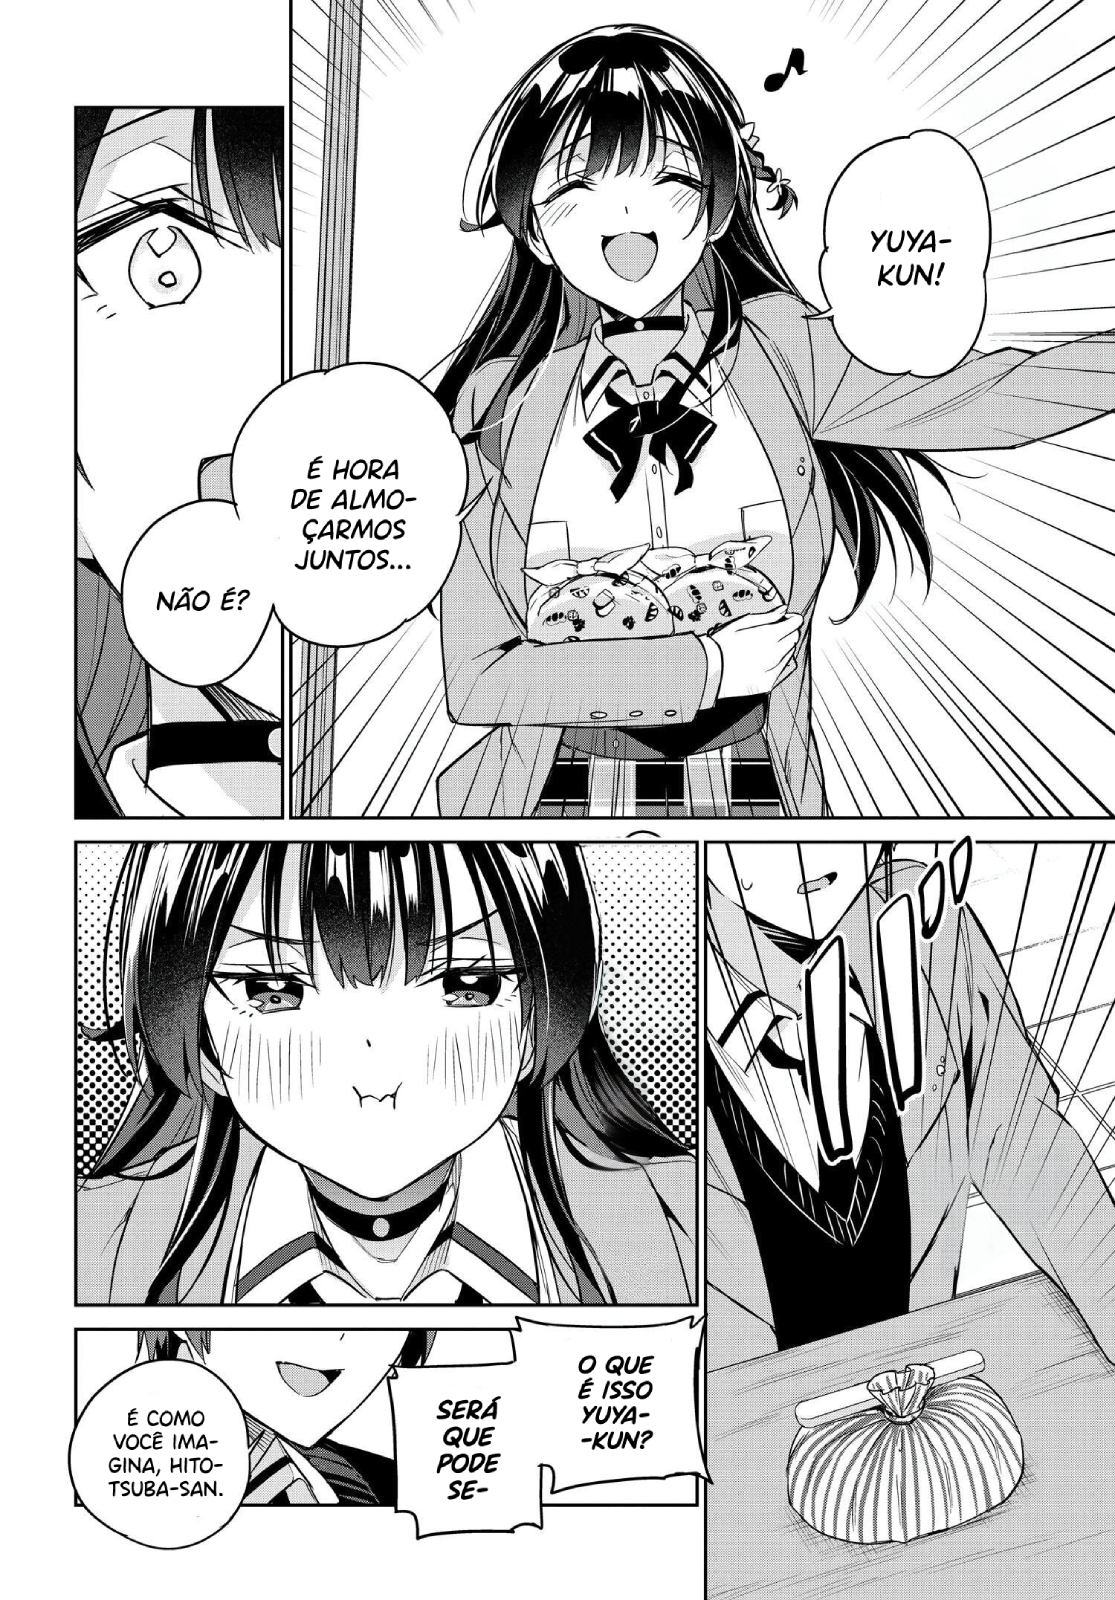 YUYA-
KUN!
É HORA
DE ALMO-
ÇARMOS
JUNTOS...
NÃO É?
O QUE
É ISSO
YUYA-
-KUN?
SERÁ
QUE
PODE
SE-
É COMO
VOCÊ IMA-
GINA, HITO-
TSUBA-SAN.